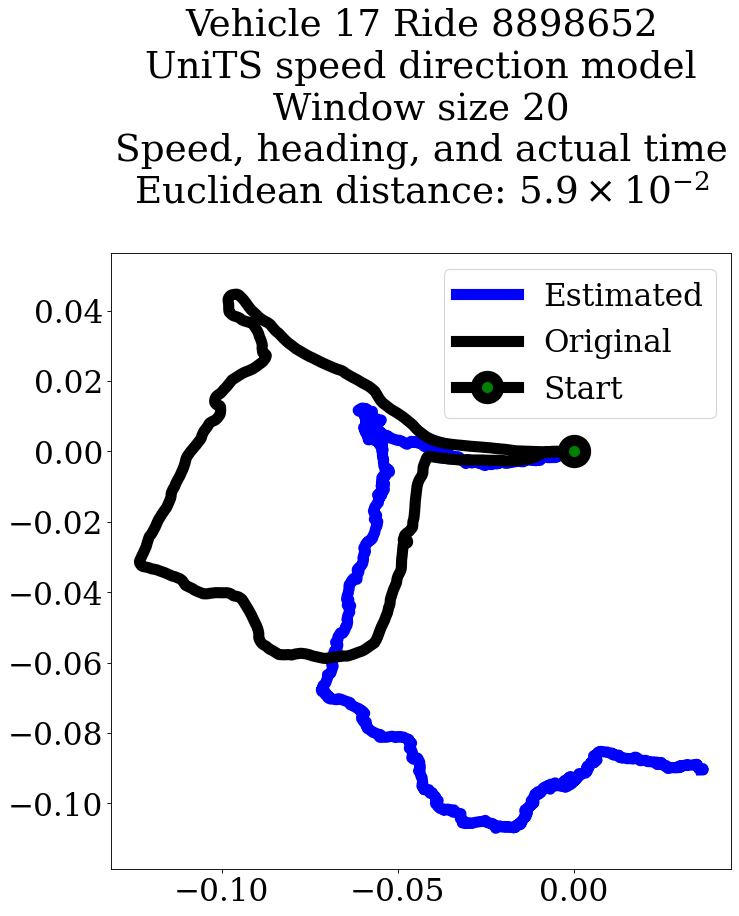 Vehicle 17 Ride 8898652
UniTS speed direction model
Window size 20
Speed, heading, and actual time
Euclidean distance: 5.9 × 10⁻²
Estimated
Original
Start
0.04
0.02
0.00
−0.02
−0.04
−0.06
−0.08
−0.10
−0.10 −0.05 0.00